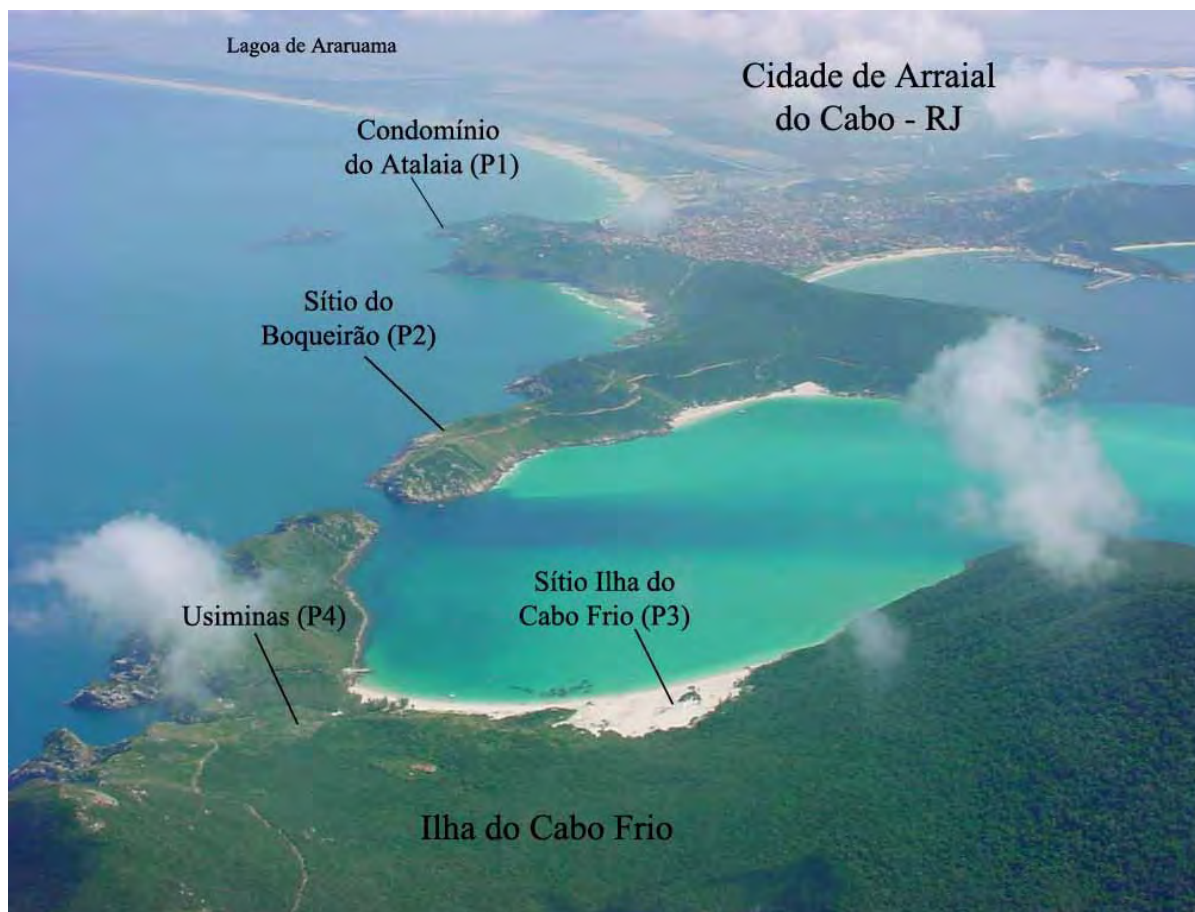 Lagoa de Araruama
Cidade de Arraial
do Cabo - RJ
Condomínio
do Atalaia (P1)
Sítio do
Boqueirão (P2)
Sítio Ilha do
Cabo Frio (P3)
Usiminas (P4)
Ilha do Cabo Frio